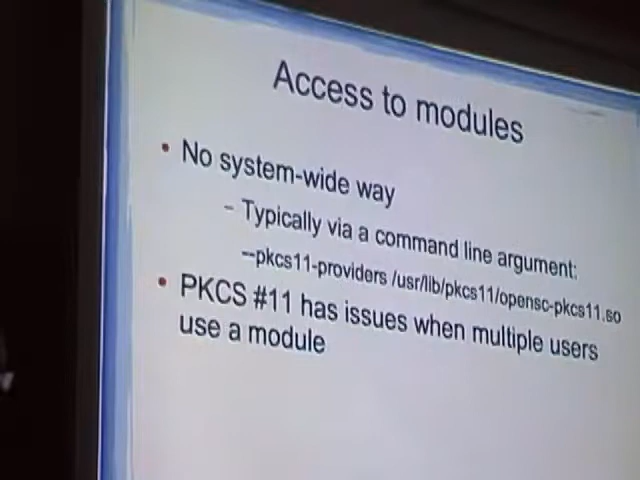 Access to modules
• No system-wide way
– Typically via a command line argument:
--pkcs11-providers /usr/lib/pkcs11/opensc-pkcs11.so
• PKCS #11 has issues when multiple users
use a module